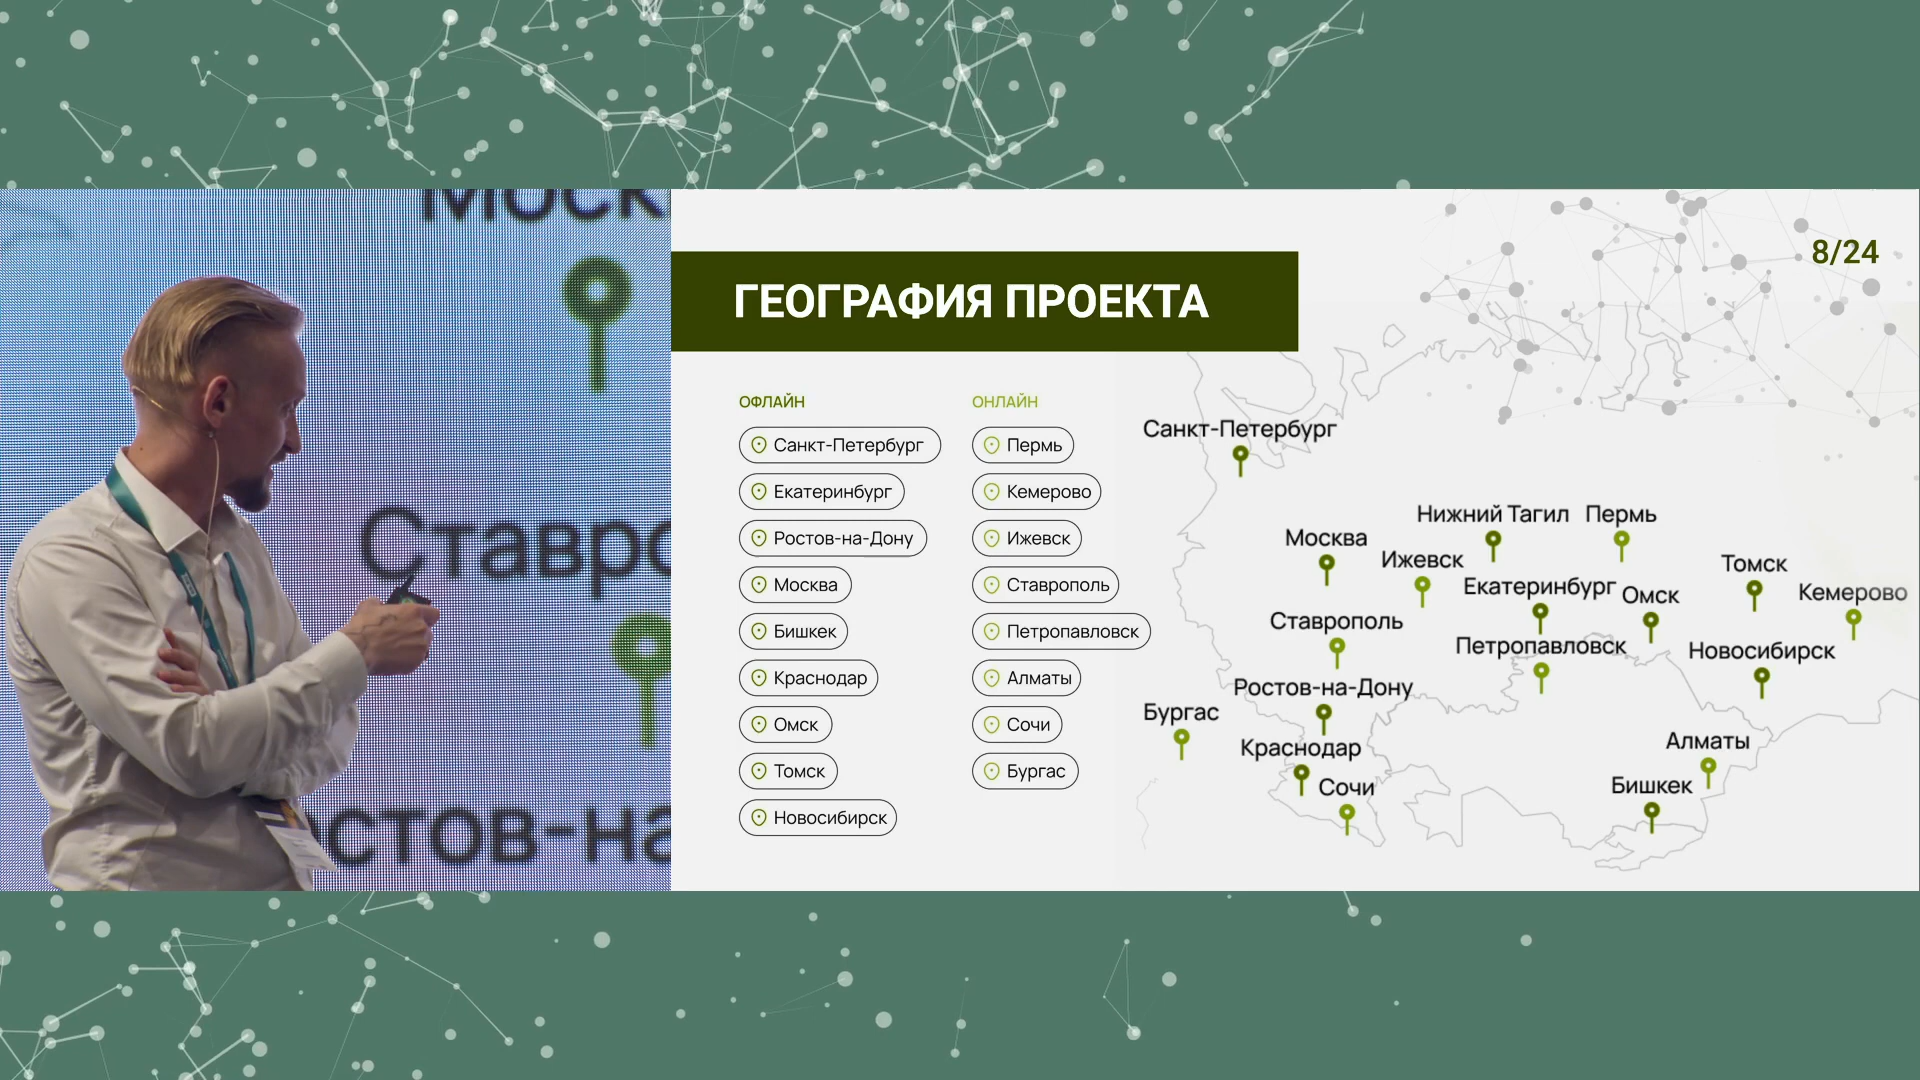 Моск
Ставро
остов-на
8/24
ГЕОГРАФИЯ ПРОЕКТА
ОФЛАЙН
Санкт-Петербург
Екатеринбург
Ростов-на-Дону
Москва
Бишкек
Краснодар
Омск
Томск
Новосибирск
ОНЛАЙН
Пермь
Кемерово
Ижевск
Ставрополь
Петропавловск
Алматы
Сочи
Бургас
Санкт-Петербург
Нижний Тагил
Пермь
Москва
Ижевск
Томск
Екатеринбург
Омск
Кемерово
Ставрополь
Петропавловск
Новосибирск
Ростов-на-Дону
Бургас
Краснодар
Алматы
Сочи
Бишкек